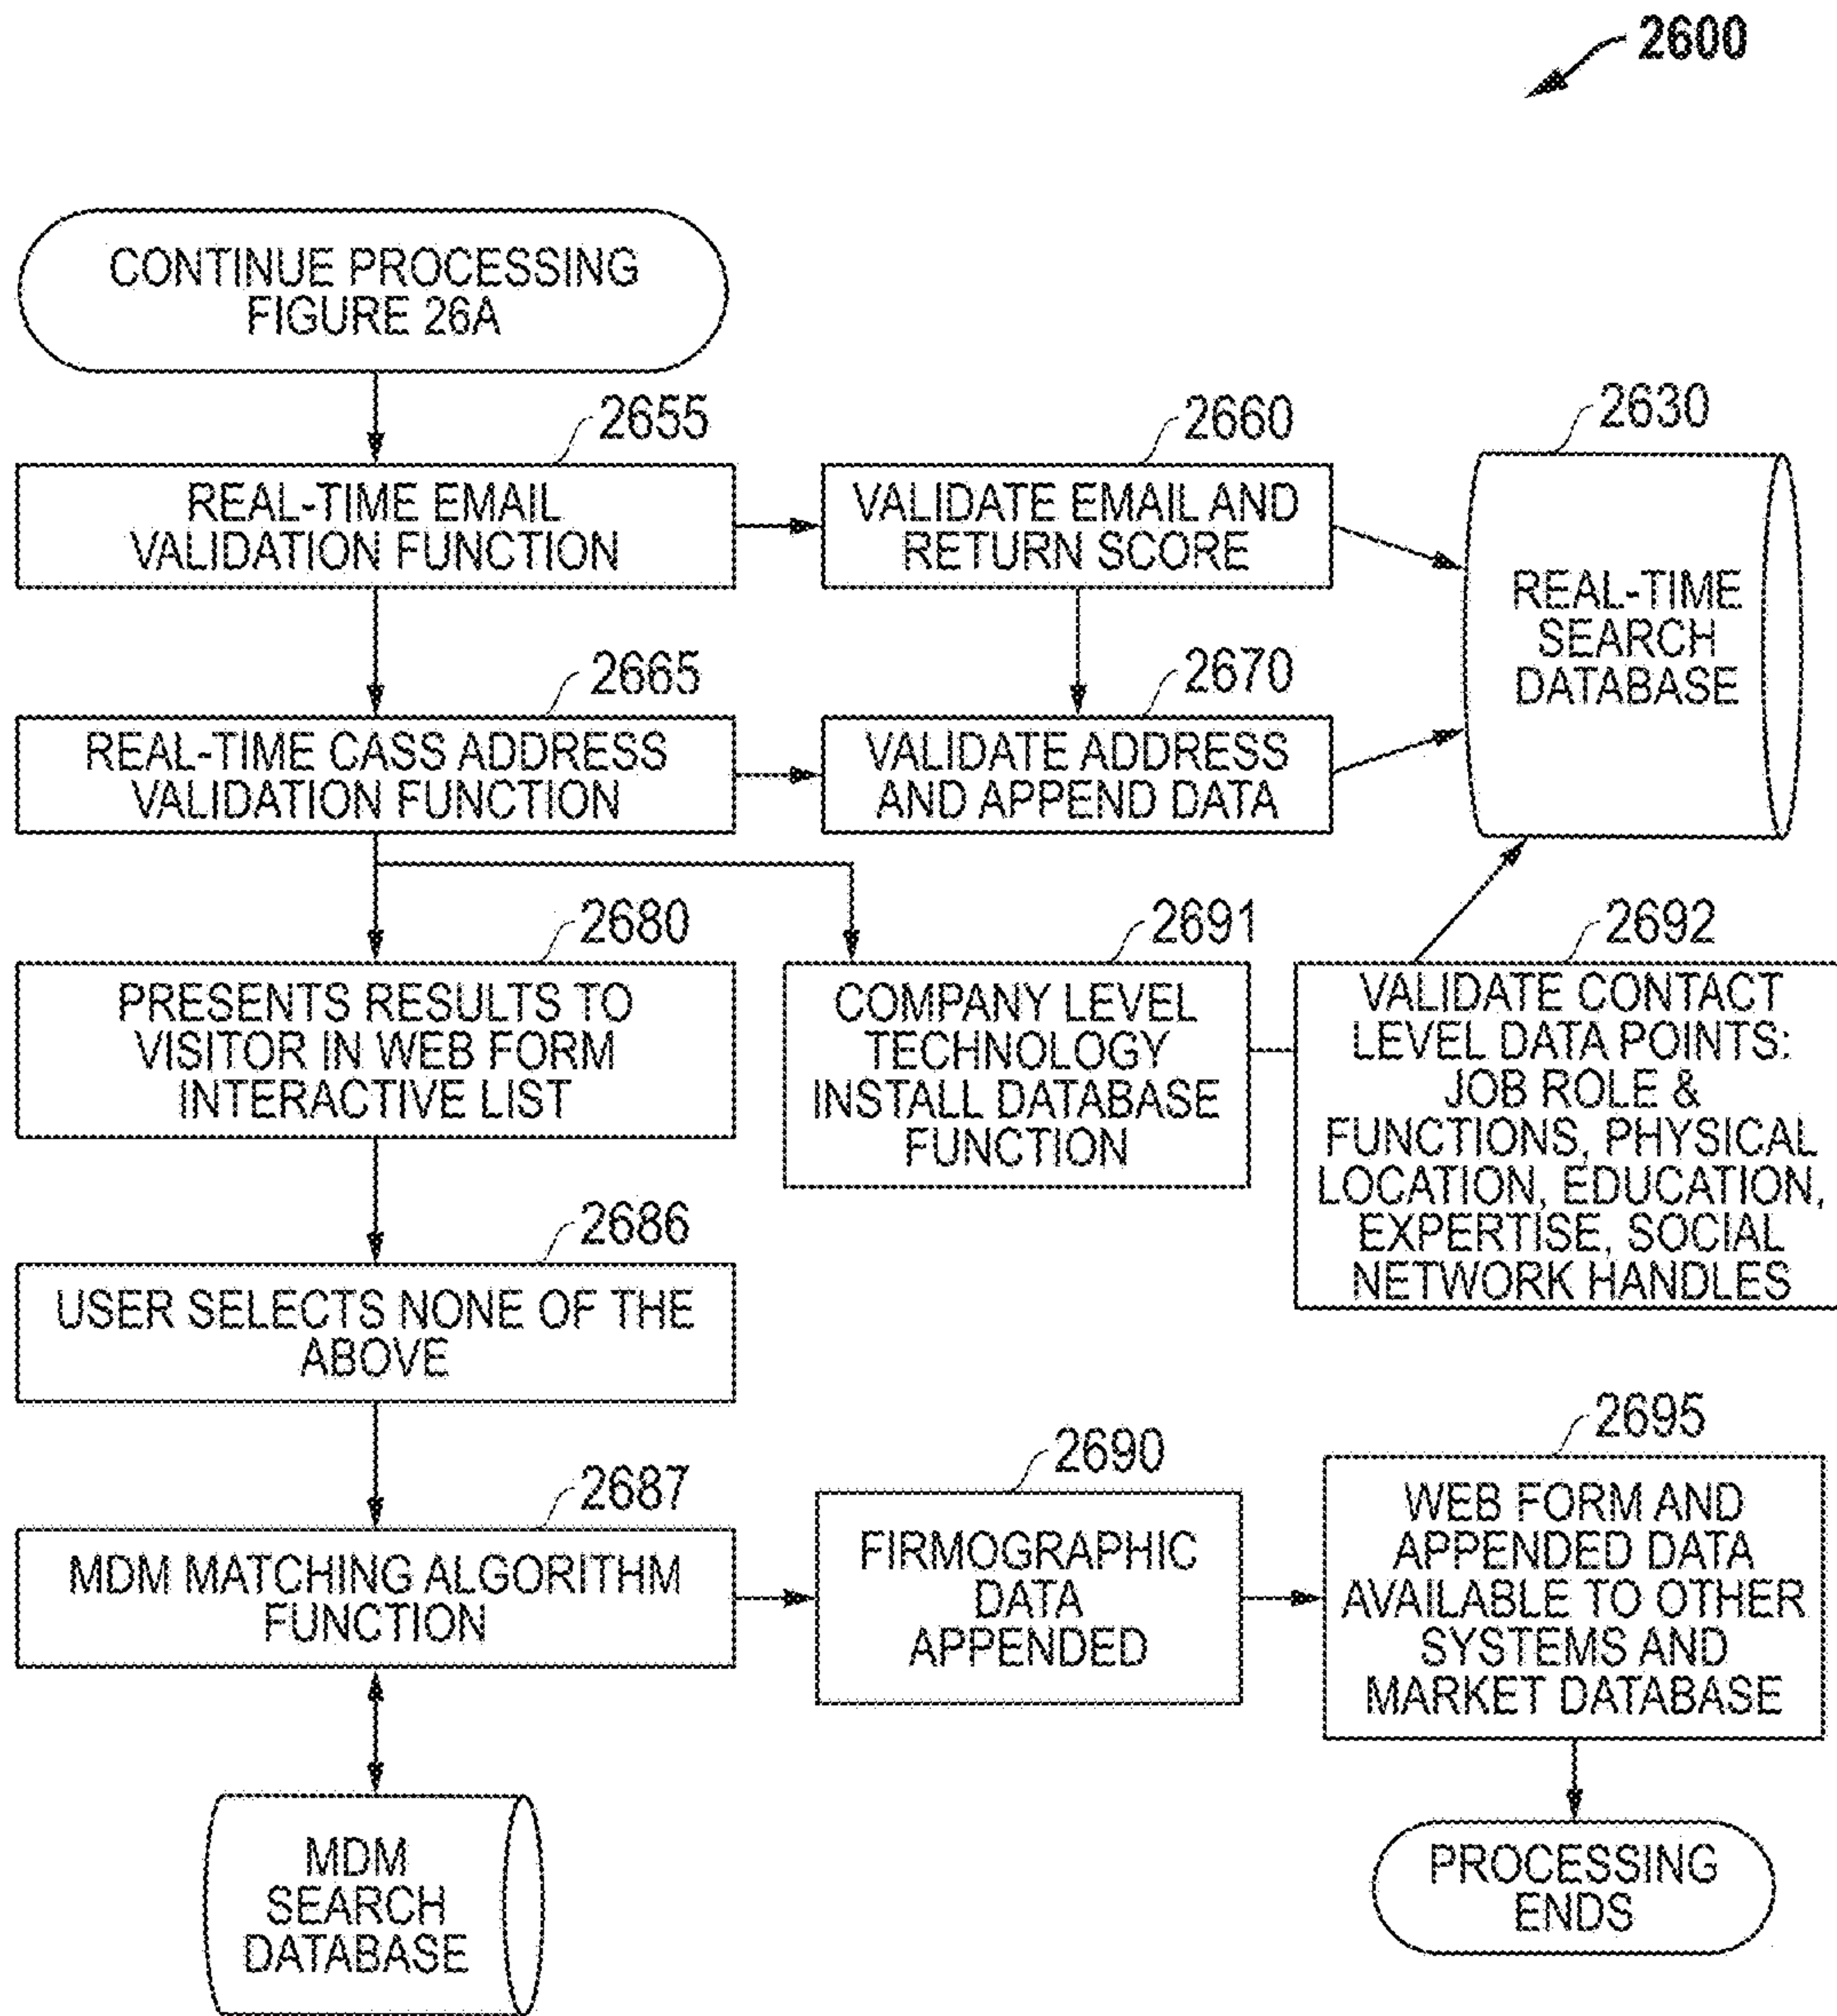 2600
CONTINUE PROCESSING
FIGURE 26A
2655
REAL-TIME EMAIL
VALIDATION FUNCTION
2660
VALIDATE EMAIL AND
RETURN SCORE
2630
REAL-TIME
SEARCH
DATABASE
2665
REAL-TIME CASS ADDRESS
VALIDATION FUNCTION
2670
VALIDATE ADDRESS
AND APPEND DATA
2680
PRESENTS RESULTS TO
VISITOR IN WEB FORM
INTERACTIVE LIST
2691
COMPANY LEVEL
TECHNOLOGY
INSTALL DATABASE
FUNCTION
2692
VALIDATE CONTACT
LEVEL DATA POINTS:
JOB ROLE &
FUNCTIONS, PHYSICAL
LOCATION, EDUCATION,
EXPERTISE, SOCIAL
NETWORK HANDLES
2686
USER SELECTS NONE OF THE
ABOVE
2687
MDM MATCHING ALGORITHM
FUNCTION
2690
FIRMOGRAPHIC
DATA
APPENDED
2695
WEB FORM AND
APPENDED DATA
AVAILABLE TO OTHER
SYSTEMS AND
MARKET DATABASE
MDM
SEARCH
DATABASE
PROCESSING
ENDS